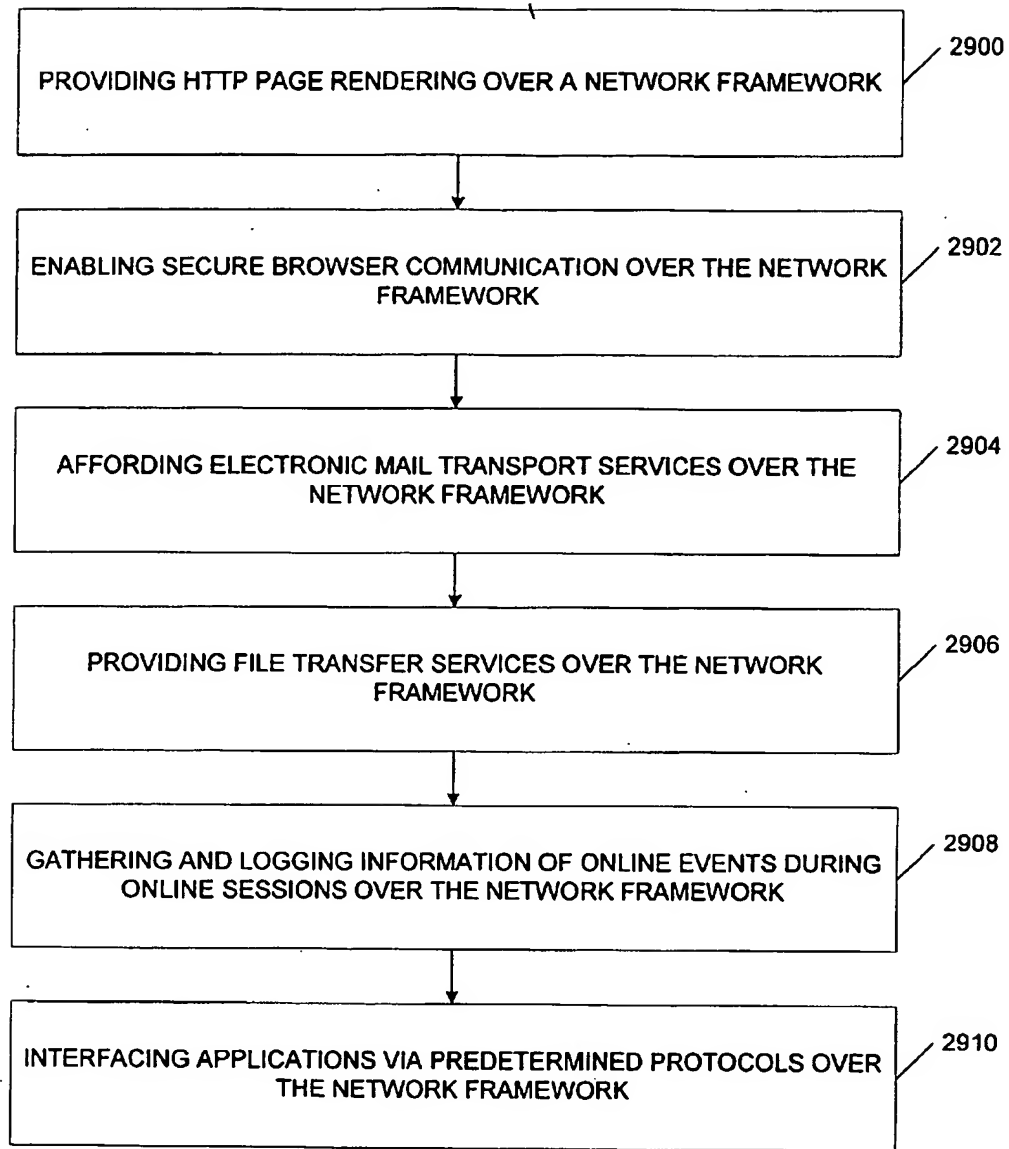 PROVIDING HTTP PAGE RENDERING OVER A NETWORK FRAMEWORK
2900
ENABLING SECURE BROWSER COMMUNICATION OVER THE NETWORK
FRAMEWORK
2902
AFFORDING ELECTRONIC MAIL TRANSPORT SERVICES OVER THE
NETWORK FRAMEWORK
2904
PROVIDING FILE TRANSFER SERVICES OVER THE NETWORK
FRAMEWORK
2906
GATHERING AND LOGGING INFORMATION OF ONLINE EVENTS DURING
ONLINE SESSIONS OVER THE NETWORK FRAMEWORK
2908
INTERFACING APPLICATIONS VIA PREDETERMINED PROTOCOLS OVER
THE NETWORK FRAMEWORK
2910